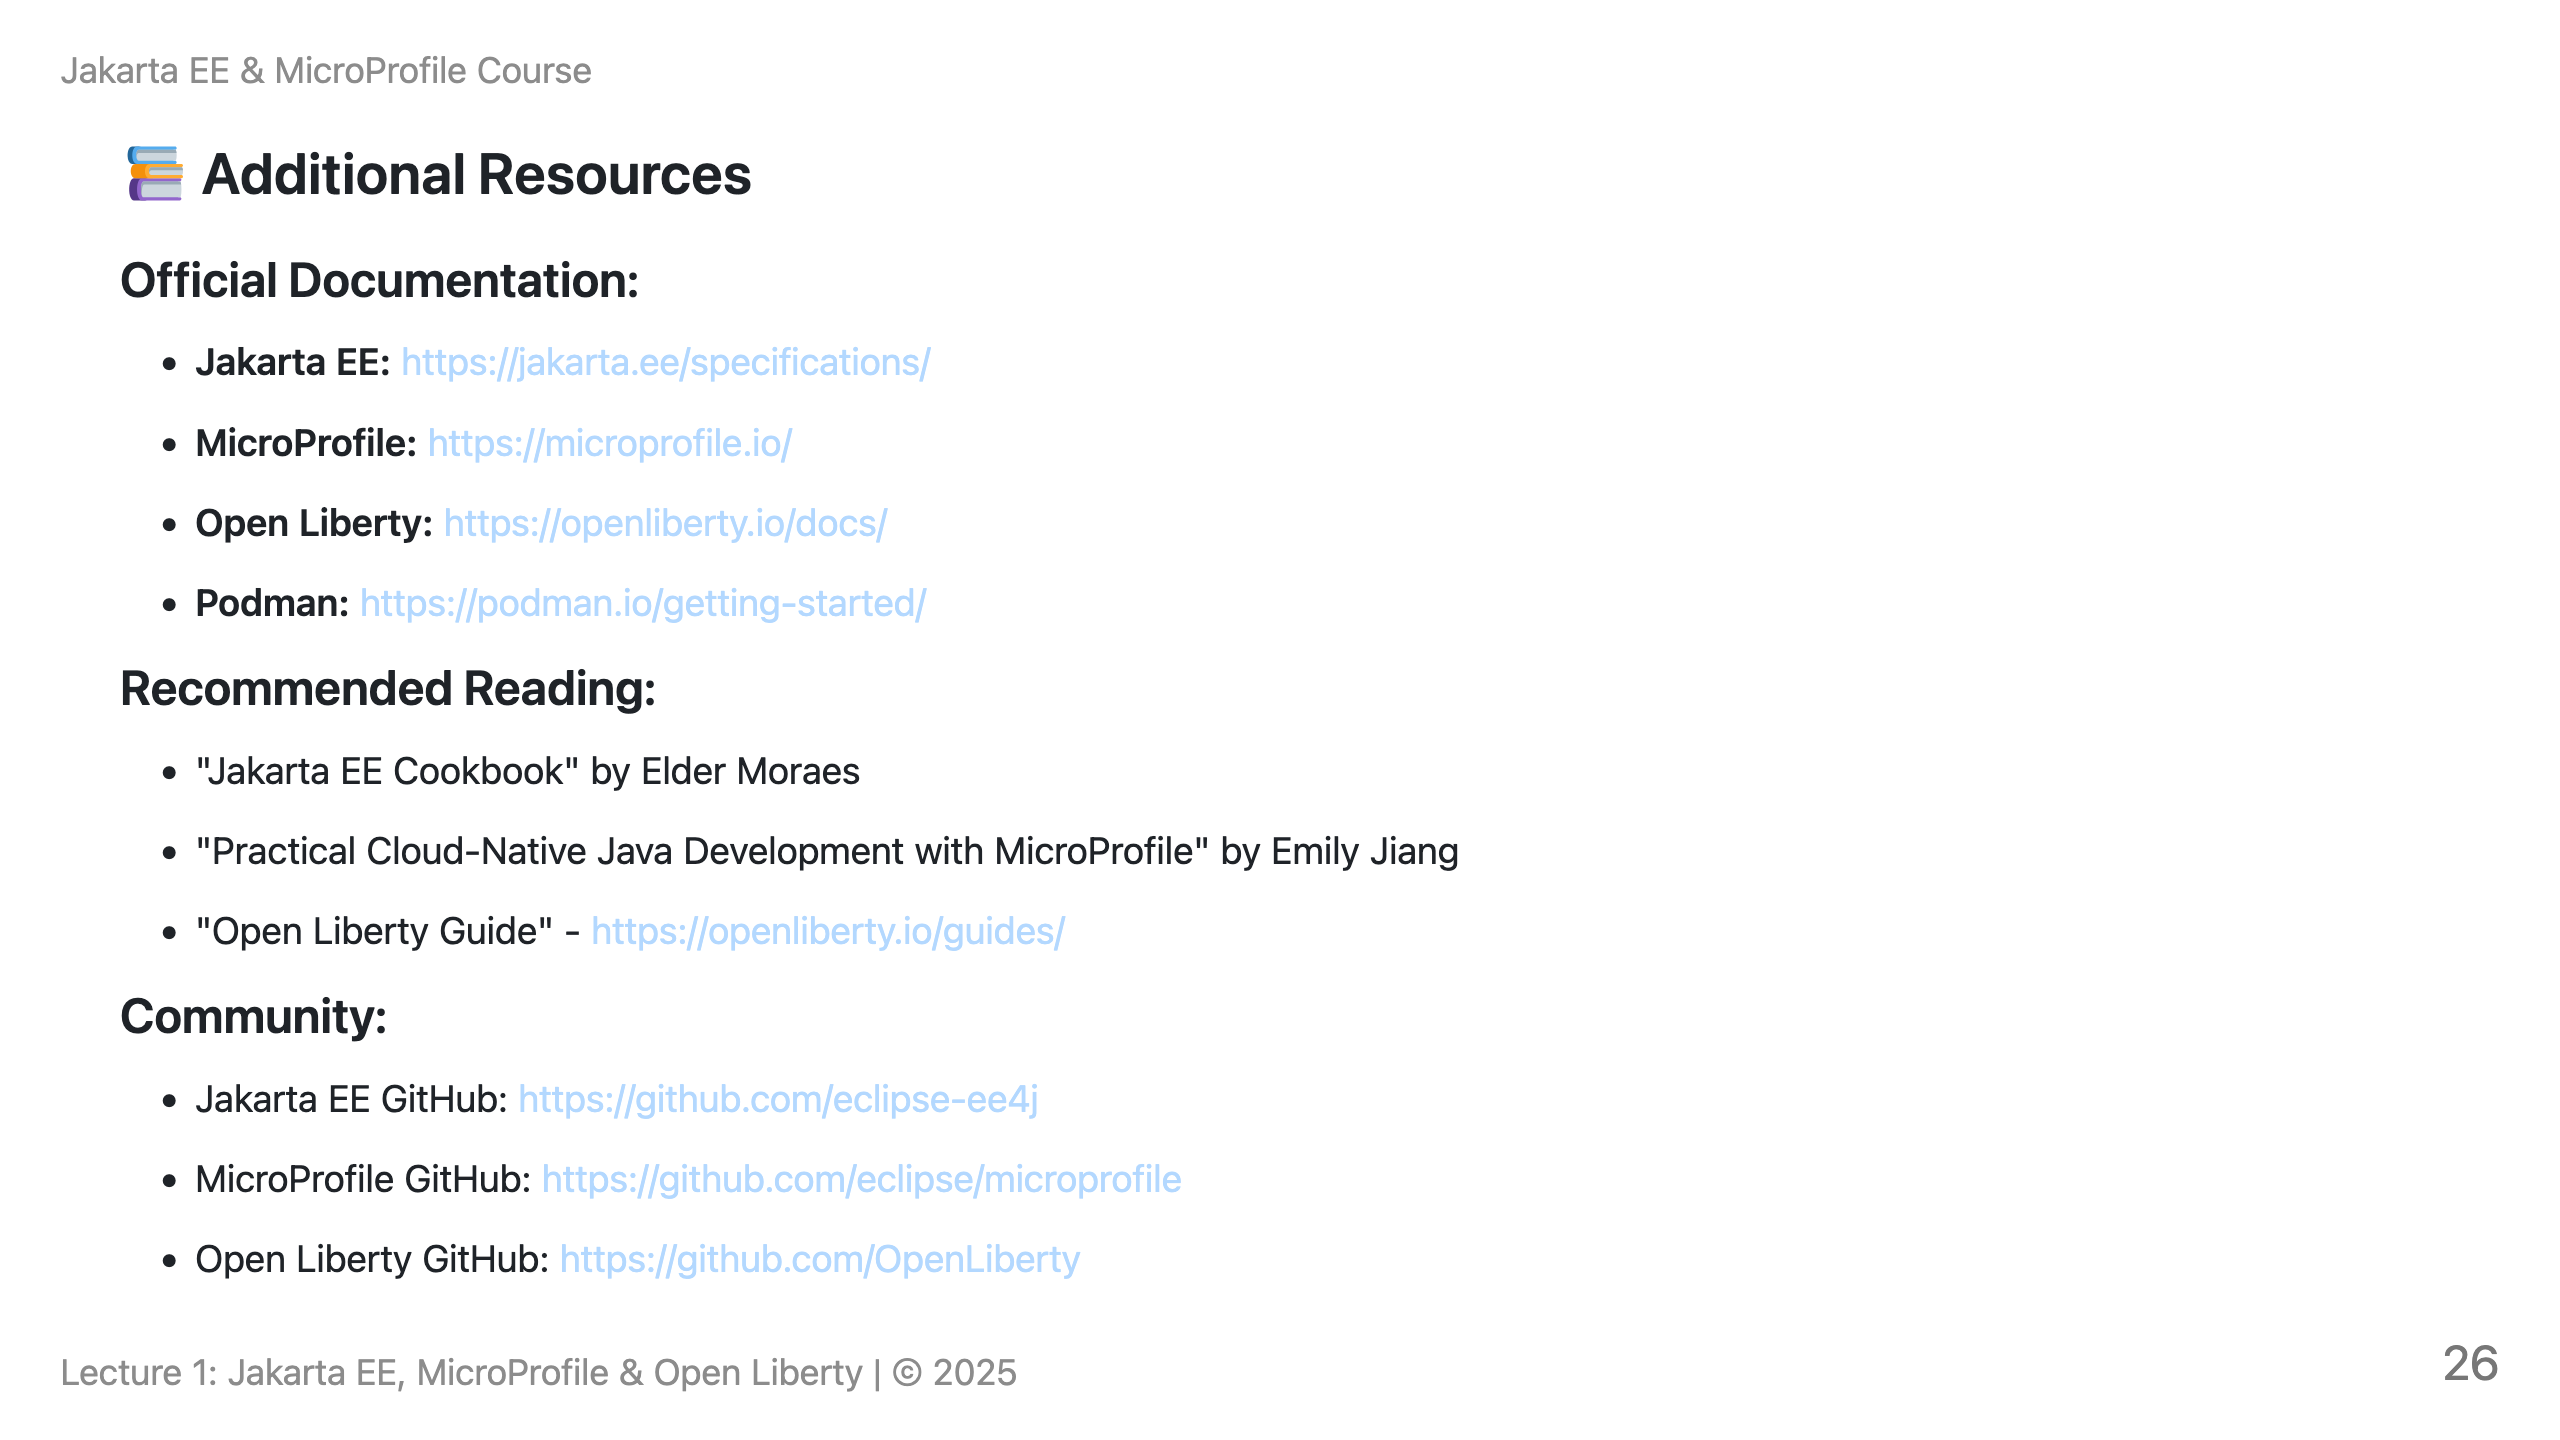 Jakarta EE & MicroProfile Course
📚 Additional Resources
Official Documentation:
• Jakarta EE: https://jakarta.ee/specifications/
• MicroProfile: https://microprofile.io/
• Open Liberty: https://openliberty.io/docs/
• Podman: https://podman.io/getting-started/
Recommended Reading:
• "Jakarta EE Cookbook" by Elder Moraes
• "Practical Cloud-Native Java Development with MicroProfile" by Emily Jiang
• "Open Liberty Guide" - https://openliberty.io/guides/
Community:
• Jakarta EE GitHub: https://github.com/eclipse-ee4j
• MicroProfile GitHub: https://github.com/eclipse/microprofile
• Open Liberty GitHub: https://github.com/OpenLiberty
Lecture 1: Jakarta EE, MicroProfile & Open Liberty | © 2025
26